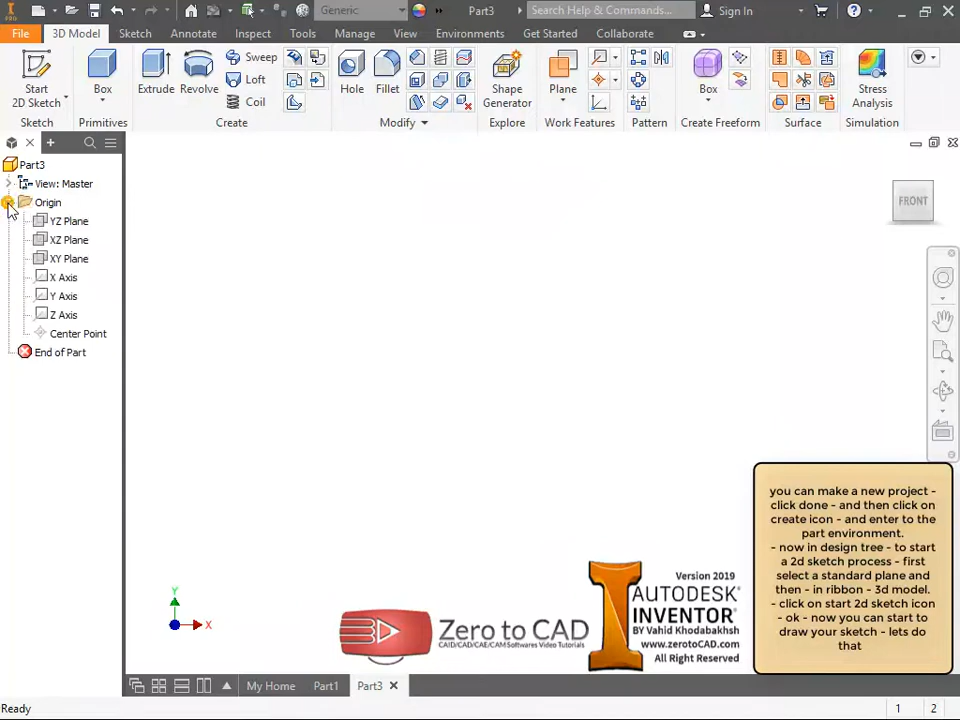 PRO
Generic
Part3
Search Help & Commands...
Sign In
File
3D Model
Sketch
Annotate
Inspect
Tools
Manage
View
Environments
Get Started
Collaborate
Start
2D Sketch
Box
Extrude
Revolve
Sweep
Loft
Coil
Hole
Fillet
Shape
Generator
Plane
Box
Stress
Analysis
Sketch
Primitives
Create
Modify
Explore
Work Features
Pattern
Create Freeform
Surface
Simulation
Part3
View: Master
Origin
YZ Plane
XZ Plane
XY Plane
X Axis
Y Axis
Z Axis
Center Point
End of Part
FRONT
you can make a new project -
click done - and then click on
create icon - and enter to the
part environment.
- now in design tree - to start
a 2d sketch process - first
select a standard plane and
then - in ribbon - 3d model.
- click on start 2d sketch icon
- ok - now you can start to
draw your sketch - lets do
that
Y
X
Zero to CAD
CAID/CAD/CAE/CAM Softwares Video Tutorials
Version 2019
AUTODESK®
INVENTOR®
BY Vahid Khodabakhsh
www.zerotoCAD.com
All Right Reserved
My Home
Part1
Part3
Ready
1
2